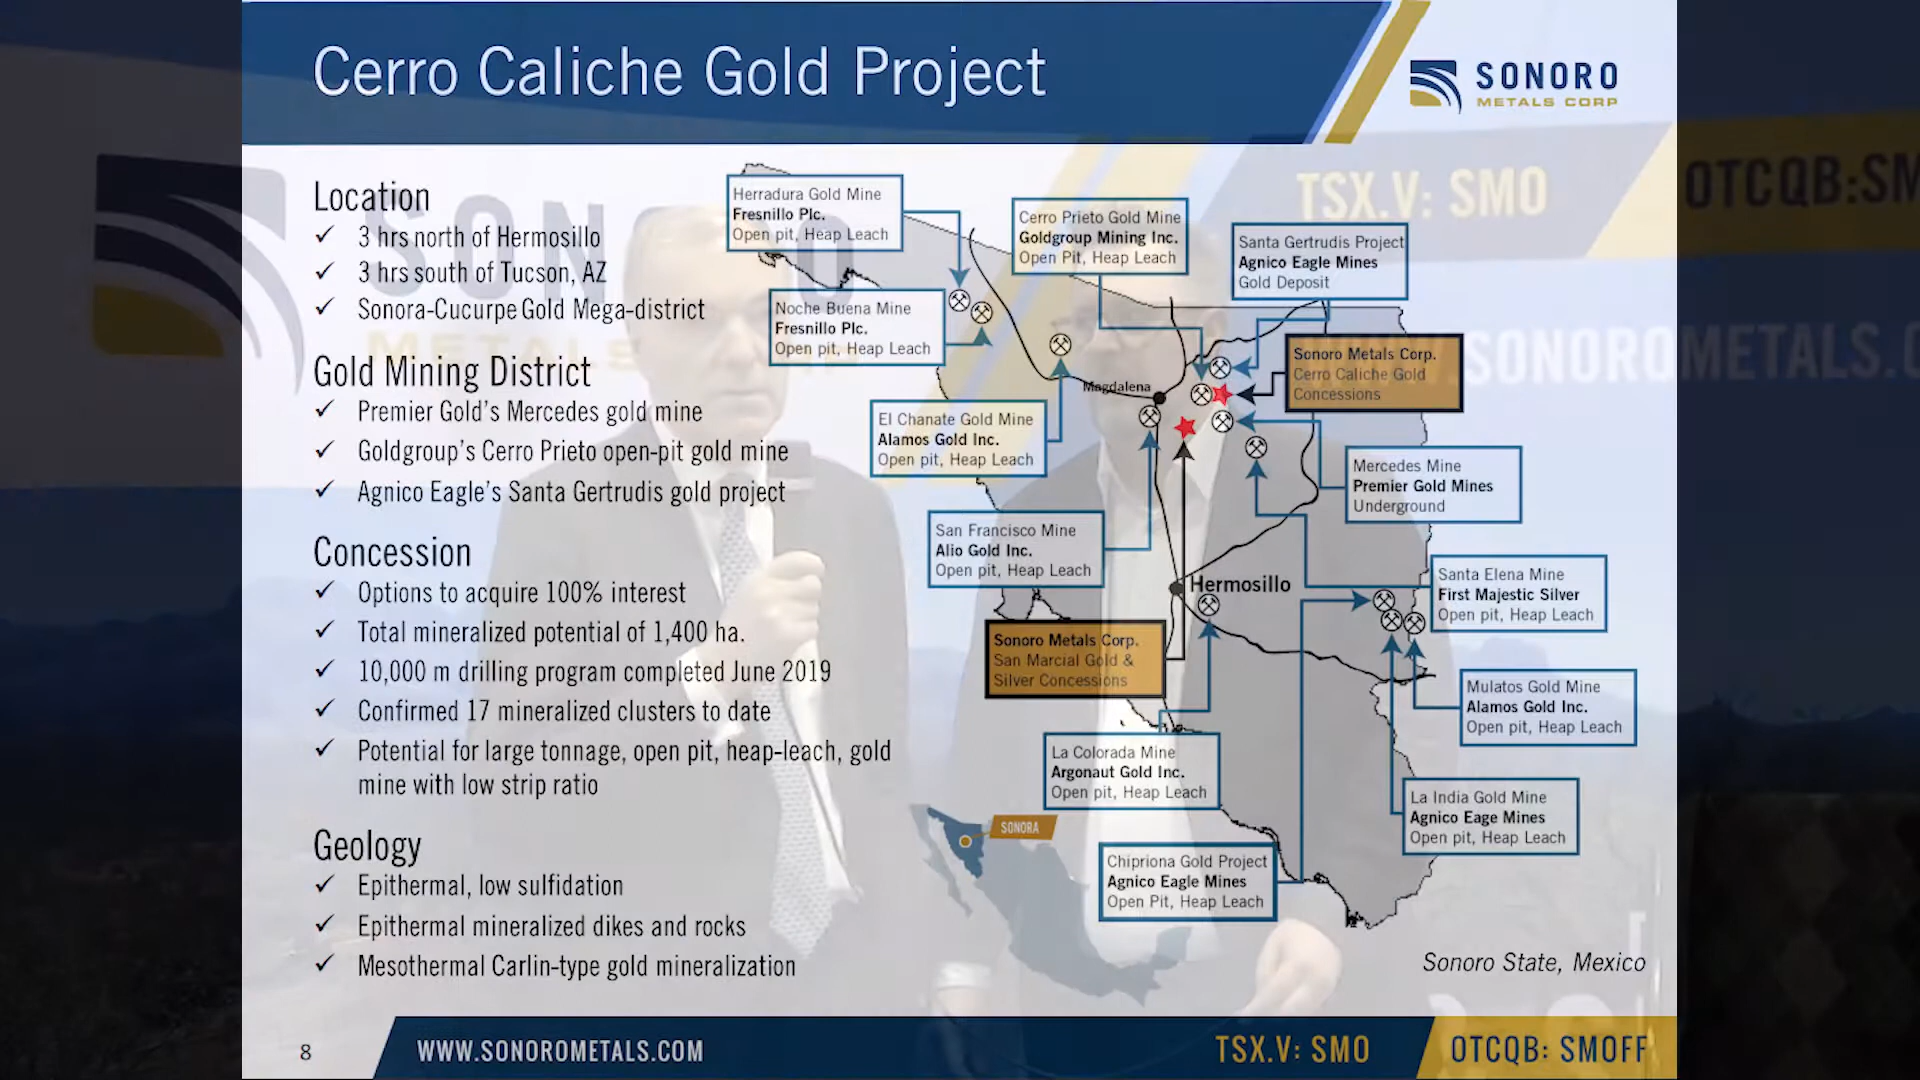 Cerro Caliche Gold Project
SONORO
METALS CORP
TSX.V: SMO
OTCQB:SM
SONOROMETALS.C
Location
3 hrs north of Hermosillo
3 hrs south of Tucson, AZ
Sonora-Cucurpe Gold Mega-district
Gold Mining District
Premier Gold's Mercedes gold mine
Goldgroup's Cerro Prieto open-pit gold mine
Agnico Eagle's Santa Gertrudis gold project
Concession
Options to acquire 100% interest
Total mineralized potential of 1,400 ha.
10,000 m drilling program completed June 2019
Confirmed 17 mineralized clusters to date
Potential for large tonnage, open pit, heap-leach, gold
mine with low strip ratio
Geology
Epithermal, low sulfidation
Epithermal mineralized dikes and rocks
Mesothermal Carlin-type gold mineralization
Herradura Gold Mine
Fresnillo Plc.
Open pit, Heap Leach
Cerro Prieto Gold Mine
Goldgroup Mining Inc.
Open Pit, Heap Leach
Santa Gertrudis Project
Agnico Eagle Mines
Gold Deposit
Noche Buena Mine
Fresnillo Plc.
Open pit, Heap Leach
Sonoro Metals Corp.
Cerro Caliche Gold
Concessions
Magdalena
El Chanate Gold Mine
Alamos Gold Inc.
Open pit, Heap Leach
Mercedes Mine
Premier Gold Mines
Underground
San Francisco Mine
Alio Gold Inc.
Open pit, Heap Leach
Hermosillo
Santa Elena Mine
First Majestic Silver
Open pit, Heap Leach
Sonoro Metals Corp.
San Marcial Gold &
Silver Concessions
Mulatos Gold Mine
Alamos Gold Inc.
Open pit, Heap Leach
La Colorada Mine
Argonaut Gold Inc.
Open pit, Heap Leach
La India Gold Mine
Agnico Eage Mines
Open pit, Heap Leach
SONORA
Chipriona Gold Project
Agnico Eagle Mines
Open Pit, Heap Leach
Sonoro State, Mexico
8
WWW.SONOROMETALS.COM
TSX.V: SMO
OTCQB: SMOFF